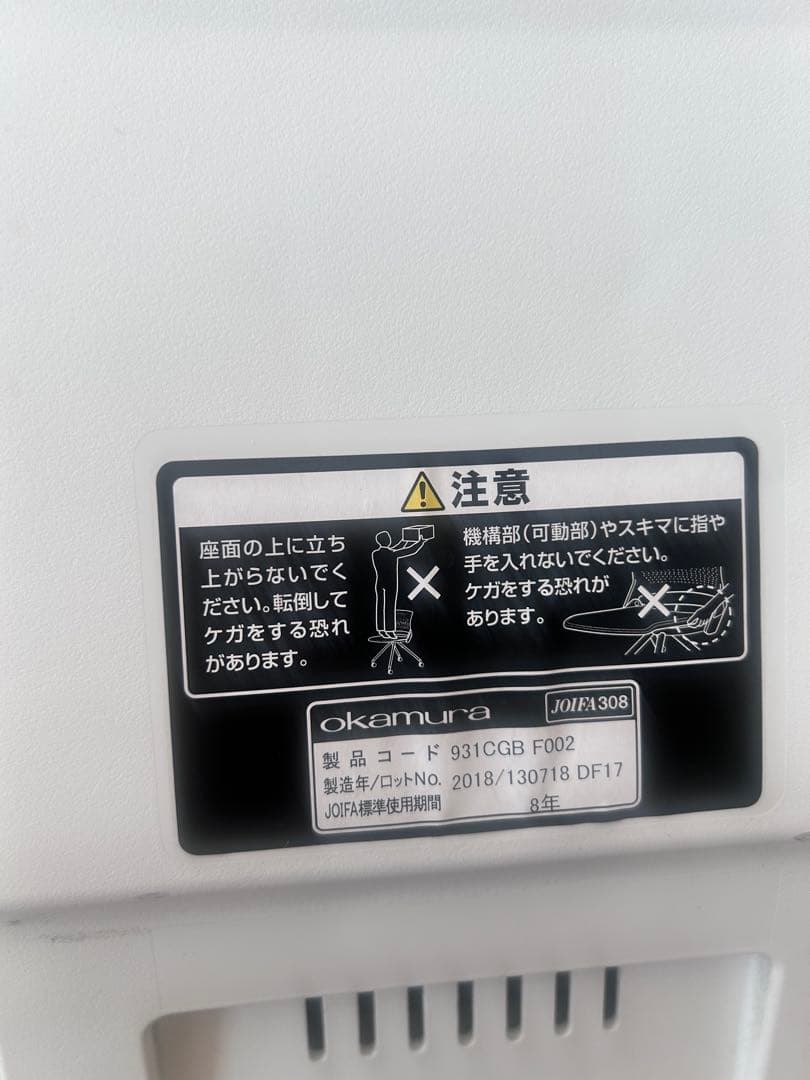 注意
座面の上に立ち
上がらないでく
ださい。転倒して
ケガをする恐れ
があります。
機構部(可動部)やスキマに指や
手を入れないでください。
ケガをする恐れが
あります。
okamura
JOIFA308
製品コード 931CGB F002
製造年/ロットNo. 2018/130718 DF17
JOIFA標準使用期間 8年